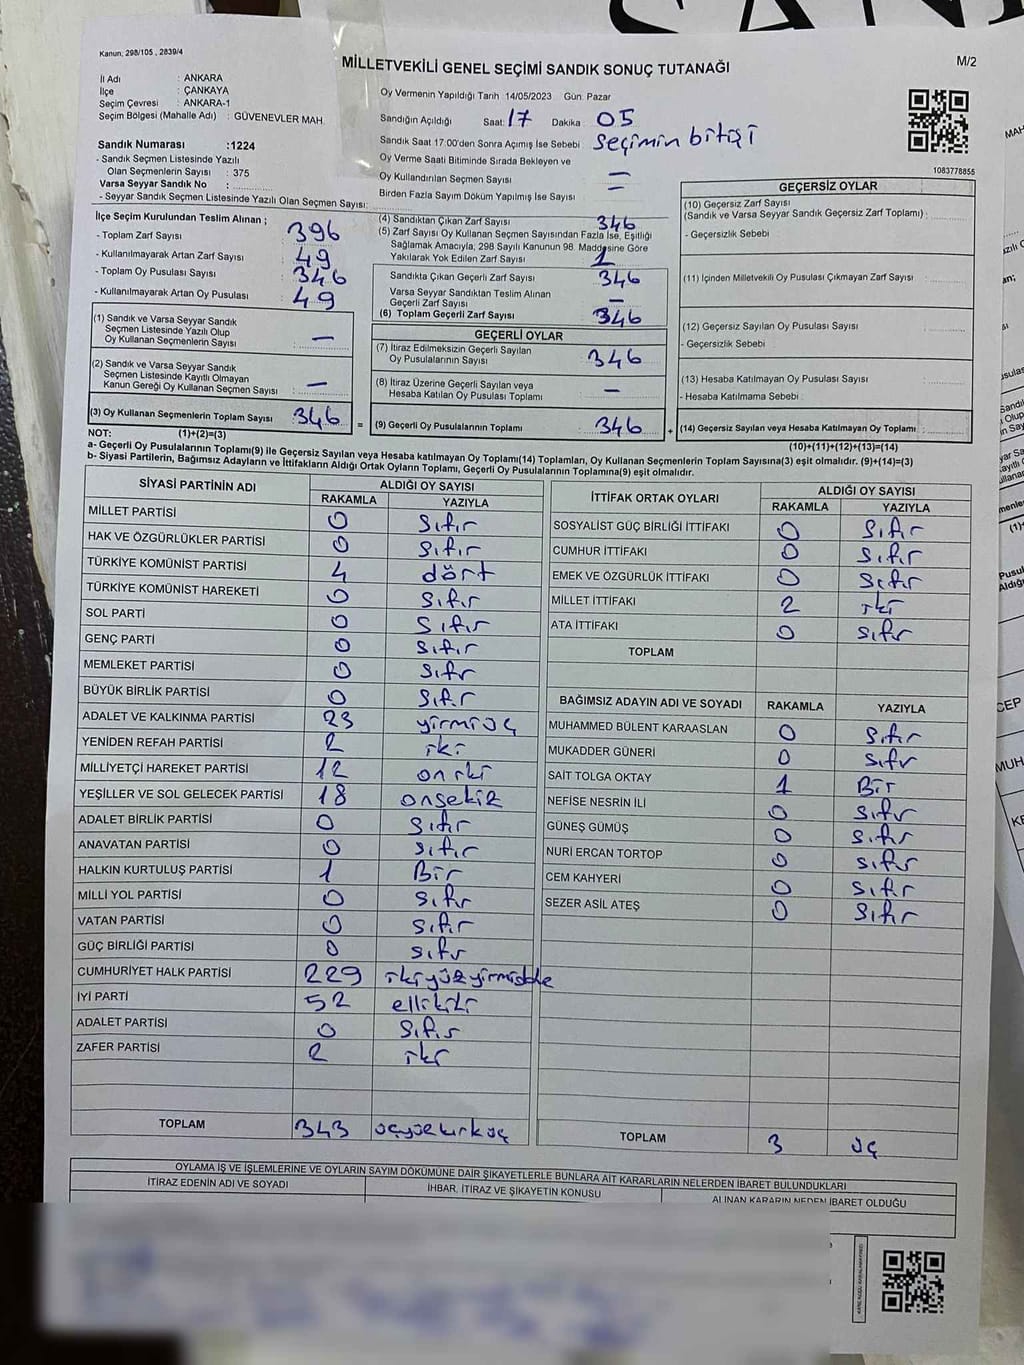 Kanun; 298/105 , 2839/4
MİLLETVEKİLİ GENEL SEÇİMİ SANDIK SONUÇ TUTANAĞI
M/2
İl Adı : ANKARA
İlçe : ÇANKAYA
Seçim Çevresi : ANKARA-1
Seçim Bölgesi (Mahalle Adı) : GÜVENEVLER MAH.
Oy Vermenin Yapıldığı Tarih 14/05/2023 Gün: Pazar
Sandığın Açıldığı Saat: 17 Dakika : 05
Sandık Saat 17:00'den Sonra Açımış İse Sebebi : Seçimin bitişi
Oy Verme Saati Bitiminde Sırada Bekleyen ve
Oy Kullandırılan Seçmen Sayısı : —
Birden Fazla Sayım Döküm Yapılmış İse Sayısı : —
1083778855
Sandık Numarası :1224
- Sandık Seçmen Listesinde Yazılı
Olan Seçmenlerin Sayısı : 375
Varsa Seyyar Sandık No :
- Seyyar Sandık Seçmen Listesinde Yazılı Olan Seçmen Sayısı:
İlçe Seçim Kurulundan Teslim Alınan ;
- Toplam Zarf Sayısı : 396
- Kullanılmayarak Artan Zarf Sayısı : 49
- Toplam Oy Pusulası Sayısı : 346
- Kullanılmayarak Artan Oy Pusulası : 49
(1) Sandık ve Varsa Seyyar Sandık
Seçmen Listesinde Yazılı Olup
Oy Kullanan Seçmenlerin Sayısı : —
(2) Sandık ve Varsa Seyyar Sandık
Seçmen Listesinde Kayıtlı Olmayan
Kanun Gereği Oy Kullanan Seçmen Sayısı : —
(3) Oy Kullanan Seçmenlerin Toplam Sayısı : 346
(4) Sandıktan Çıkan Zarf Sayısı : 346
(5) Zarf Sayısı Oy Kullanan Seçmen Sayısından Fazla İse, Eşitliği
Sağlamak Amacıyla, 298 Sayılı Kanunun 98. Maddesine Göre
Yakılarak Yok Edilen Zarf Sayısı : 1
Sandıkta Çıkan Geçerli Zarf Sayısı : 346
Varsa Seyyar Sandıktan Teslim Alınan
Geçerli Zarf Sayısı : —
(6) Toplam Geçerli Zarf Sayısı : 346
GEÇERLİ OYLAR
(7) İtiraz Edilmeksizin Geçerli Sayılan
Oy Pusulalarının Sayısı : 346
(8) İtiraz Üzerine Geçerli Sayılan veya
Hesaba Katılan Oy Pusulası Toplamı : —
= (9) Geçerli Oy Pusulalarının Toplamı : 346
GEÇERSİZ OYLAR
(10) Geçersiz Zarf Sayısı
(Sandık ve Varsa Seyyar Sandık Geçersiz Zarf Toplamı) :
- Geçersizlik Sebebi :
(11) İçinden Milletvekili Oy Pusulası Çıkmayan Zarf Sayısı :
(12) Geçersiz Sayılan Oy Pusulası Sayısı :
- Geçersizlik Sebebi :
(13) Hesaba Katılmayan Oy Pusulası Sayısı :
- Hesaba Katılmama Sebebi :
+ (14) Geçersiz Sayılan veya Hesaba Katılmayan Oy Toplamı :
NOT: (1)+(2)=(3)
(10)+(11)+(12)+(13)=(14)
a- Geçerli Oy Pusulalarının Toplamı(9) ile Geçersiz Sayılan veya Hesaba katılmayan Oy Toplamı(14) Toplamları, Oy Kullanan Seçmenlerin Toplam Sayısına(3) eşit olmalıdır. (9)+(14)=(3)
b- Siyasi Partilerin, Bağımsız Adayların ve İttifakların Aldığı Ortak Oyların Toplamı, Geçerli Oy Pusulalarının Toplamına(9) eşit olmalıdır.
SİYASİ PARTİNİN ADI ALDIĞI OY SAYISI
RAKAMLA YAZIYLA
MİLLET PARTİSİ 0 Sıfır
HAK VE ÖZGÜRLÜKLER PARTİSİ 0 Sıfır
TÜRKİYE KOMÜNİST PARTİSİ 4 dört
TÜRKİYE KOMÜNİST HAREKETİ 0 Sıfır
SOL PARTİ 0 Sıfır
GENÇ PARTİ 0 Sıfır
MEMLEKET PARTİSİ 0 Sıfır
BÜYÜK BİRLİK PARTİSİ 0 Sıfır
ADALET VE KALKINMA PARTİSİ 23 yirmiüç
YENİDEN REFAH PARTİSİ 2 iki
MİLLİYETÇİ HAREKET PARTİSİ 12 on iki
YEŞİLLER VE SOL GELECEK PARTİSİ 18 onsekiz
ADALET BİRLİK PARTİSİ 0 Sıfır
ANAVATAN PARTİSİ 0 Sıfır
HALKIN KURTULUŞ PARTİSİ 1 Bir
MİLLİ YOL PARTİSİ 0 Sıfır
VATAN PARTİSİ 0 Sıfır
GÜÇ BİRLİĞİ PARTİSİ 0 Sıfır
CUMHURİYET HALK PARTİSİ 229
İYİ PARTİ 52 elliiki
ADALET PARTİSİ 0 Sıfır
ZAFER PARTİSİ 2 iki
TOPLAM 343 üçyüzkırküç
İTTİFAK ORTAK OYLARI ALDIĞI OY SAYISI
RAKAMLA YAZIYLA
SOSYALİST GÜÇ BİRLİĞİ İTTİFAKI 0 Sıfır
CUMHUR İTTİFAKI 0 Sıfır
EMEK VE ÖZGÜRLÜK İTTİFAKI 0 Sıfır
MİLLET İTTİFAKI 2 iki
ATA İTTİFAKI 0 Sıfır
TOPLAM
BAĞIMSIZ ADAYIN ADI VE SOYADI RAKAMLA YAZIYLA
MUHAMMED BÜLENT KARAASLAN 0 Sıfır
MUKADDER GÜNERİ 0 Sıfır
SAİT TOLGA OKTAY 1 Bir
NEFİSE NESRİN İLİ 0 Sıfır
GÜNEŞ GÜMÜŞ 0 Sıfır
NURİ ERCAN TORTOP 0 Sıfır
CEM KAHYERİ 0 Sıfır
SEZER ASİL ATEŞ 0 Sıfır
TOPLAM 3 üç
OYLAMA İŞ VE İŞLEMLERİNE VE OYLARIN SAYIM DÖKÜMÜNE DAİR ŞİKAYETLERLE BUNLARA AİT KARARLARIN NELERDEN İBARET BULUNDUKLARI
İTİRAZ EDENİN ADI VE SOYADI İHBAR, İTİRAZ VE ŞİKAYETİN KONUSU ALINAN KARARIN NEDEN İBARET OLDUĞU